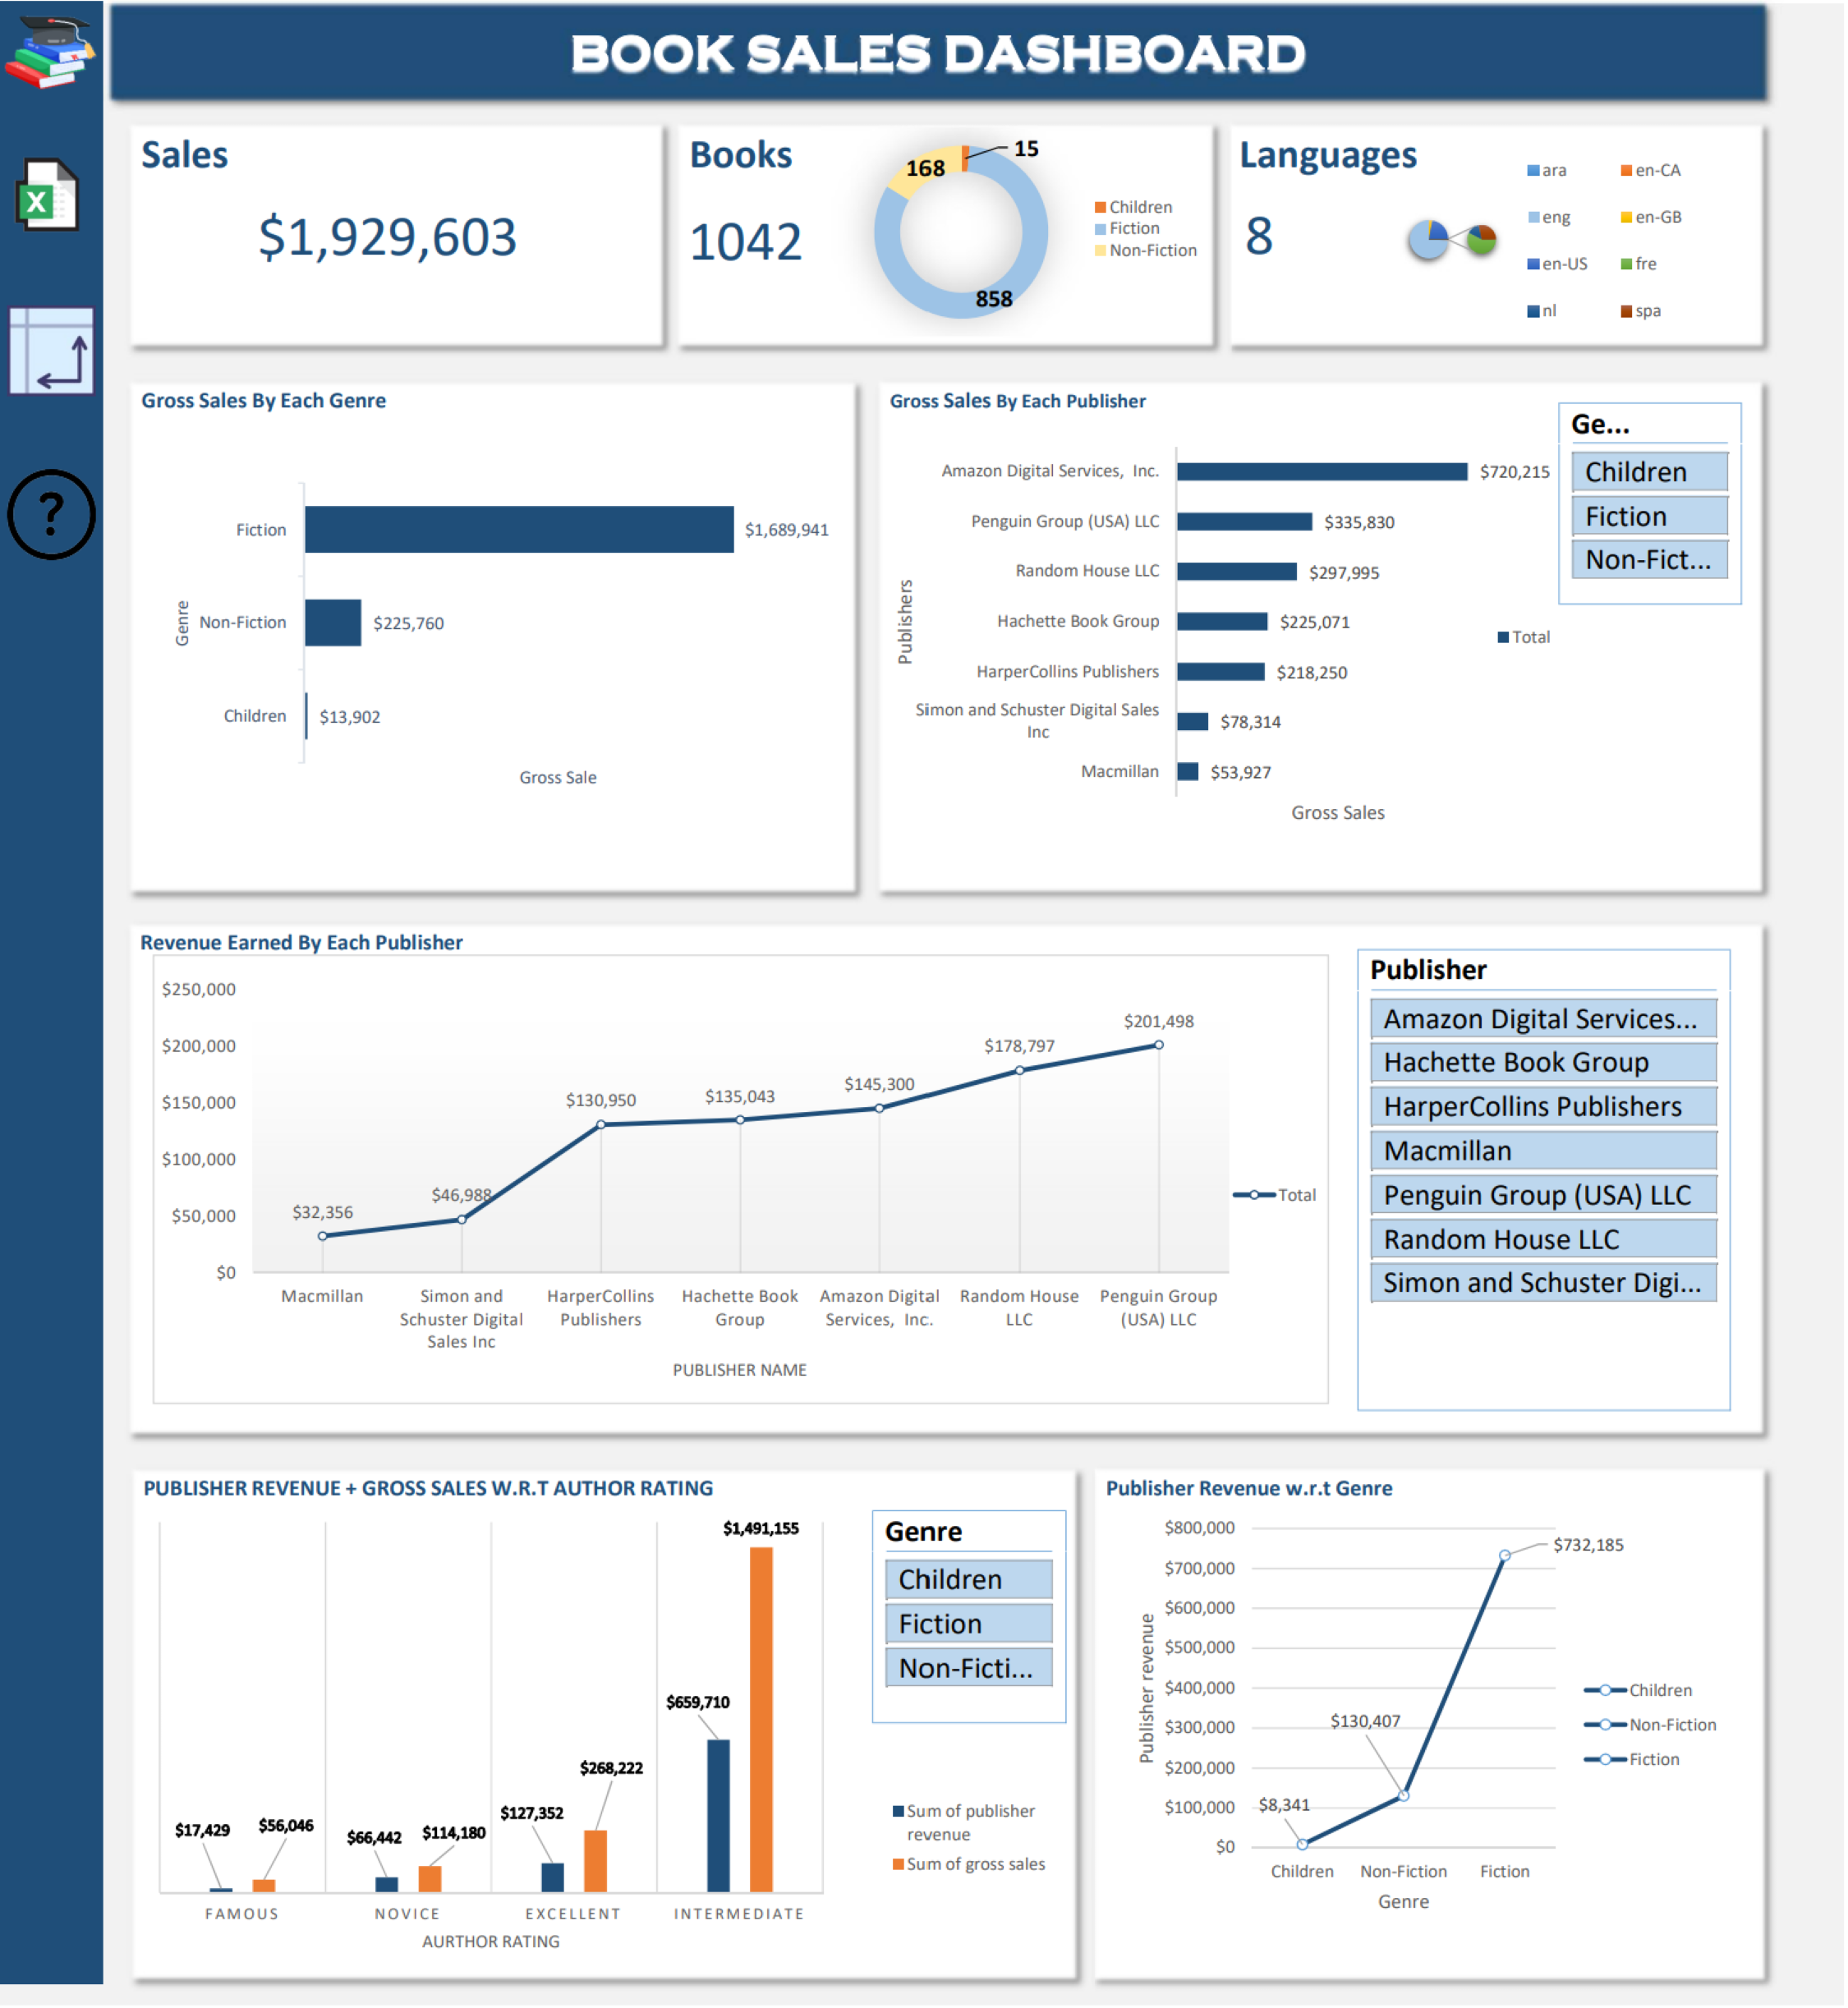 BOOK SALES DASHBOARD
Sales
$1,929,603
Books
1042
168
15
858
Children
Fiction
Non-Fiction
Languages
8
ara
en-CA
eng
en-GB
en-US
fre
nl
spa
X
?
Gross Sales By Each Genre
Genre
Fiction
$1,689,941
Non-Fiction
$225,760
Children
$13,902
Gross Sale
Gross Sales By Each Publisher
Publishers
Amazon Digital Services, Inc.
$720,215
Penguin Group (USA) LLC
$335,830
Random House LLC
$297,995
Hachette Book Group
$225,071
HarperCollins Publishers
$218,250
Simon and Schuster Digital Sales
Inc
$78,314
Macmillan
$53,927
Gross Sales
Total
Ge...
Children
Fiction
Non-Fict...
Revenue Earned By Each Publisher
$250,000
$200,000
$150,000
$100,000
$50,000
$0
$32,356
$46,988
$130,950
$135,043
$145,300
$178,797
$201,498
Macmillan
Simon and
Schuster Digital
Sales Inc
HarperCollins
Publishers
Hachette Book
Group
Amazon Digital
Services, Inc.
Random House
LLC
Penguin Group
(USA) LLC
PUBLISHER NAME
Total
Publisher
Amazon Digital Services...
Hachette Book Group
HarperCollins Publishers
Macmillan
Penguin Group (USA) LLC
Random House LLC
Simon and Schuster Digi...
PUBLISHER REVENUE + GROSS SALES W.R.T AUTHOR RATING
$17,429
$56,046
$66,442
$114,180
$127,352
$268,222
$659,710
$1,491,155
FAMOUS
NOVICE
EXCELLENT
INTERMEDIATE
AURTHOR RATING
Genre
Children
Fiction
Non-Ficti...
Sum of publisher
revenue
Sum of gross sales
Publisher Revenue w.r.t Genre
Publisher revenue
$800,000
$700,000
$600,000
$500,000
$400,000
$300,000
$200,000
$100,000
$0
$8,341
$130,407
$732,185
Children
Non-Fiction
Fiction
Genre
Children
Non-Fiction
Fiction